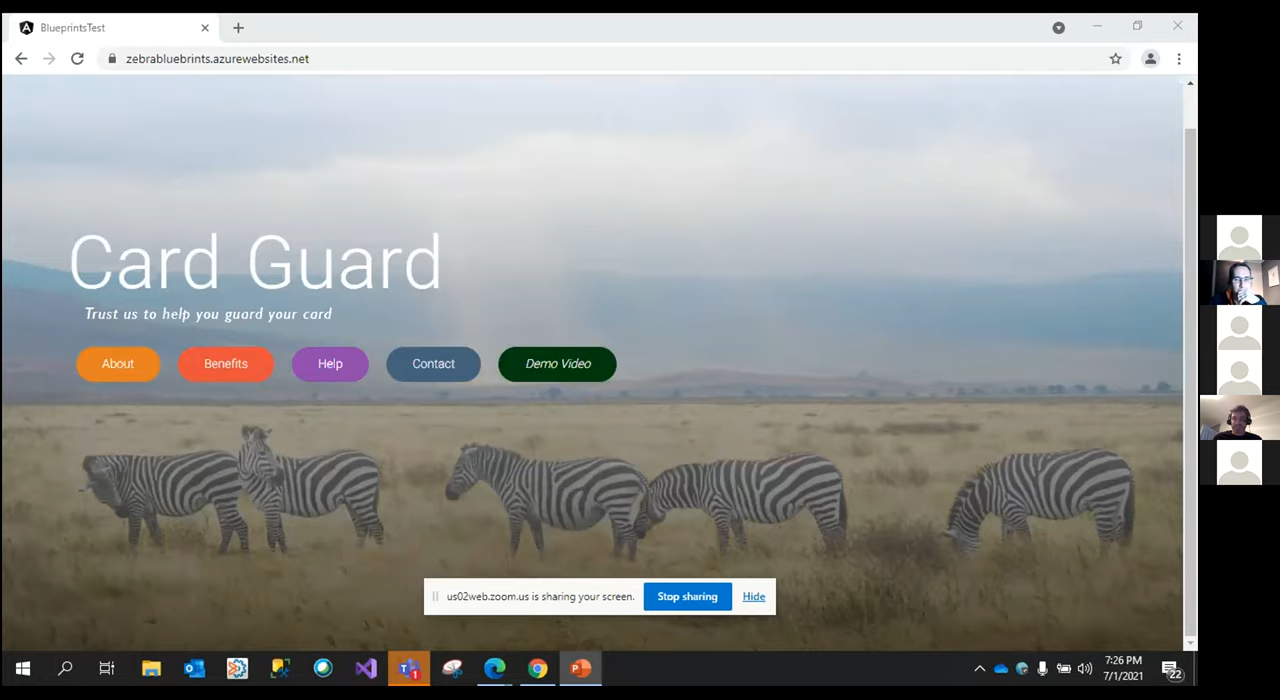 BlueprintsTest
zebrabluebrints.azurewebsites.net
Card Guard
Trust us to help you guard your card
About
Benefits
Help
Contact
Demo Video
us02web.zoom.us is sharing your screen.
Stop sharing
Hide
1
7:26 PM
7/1/2021
22